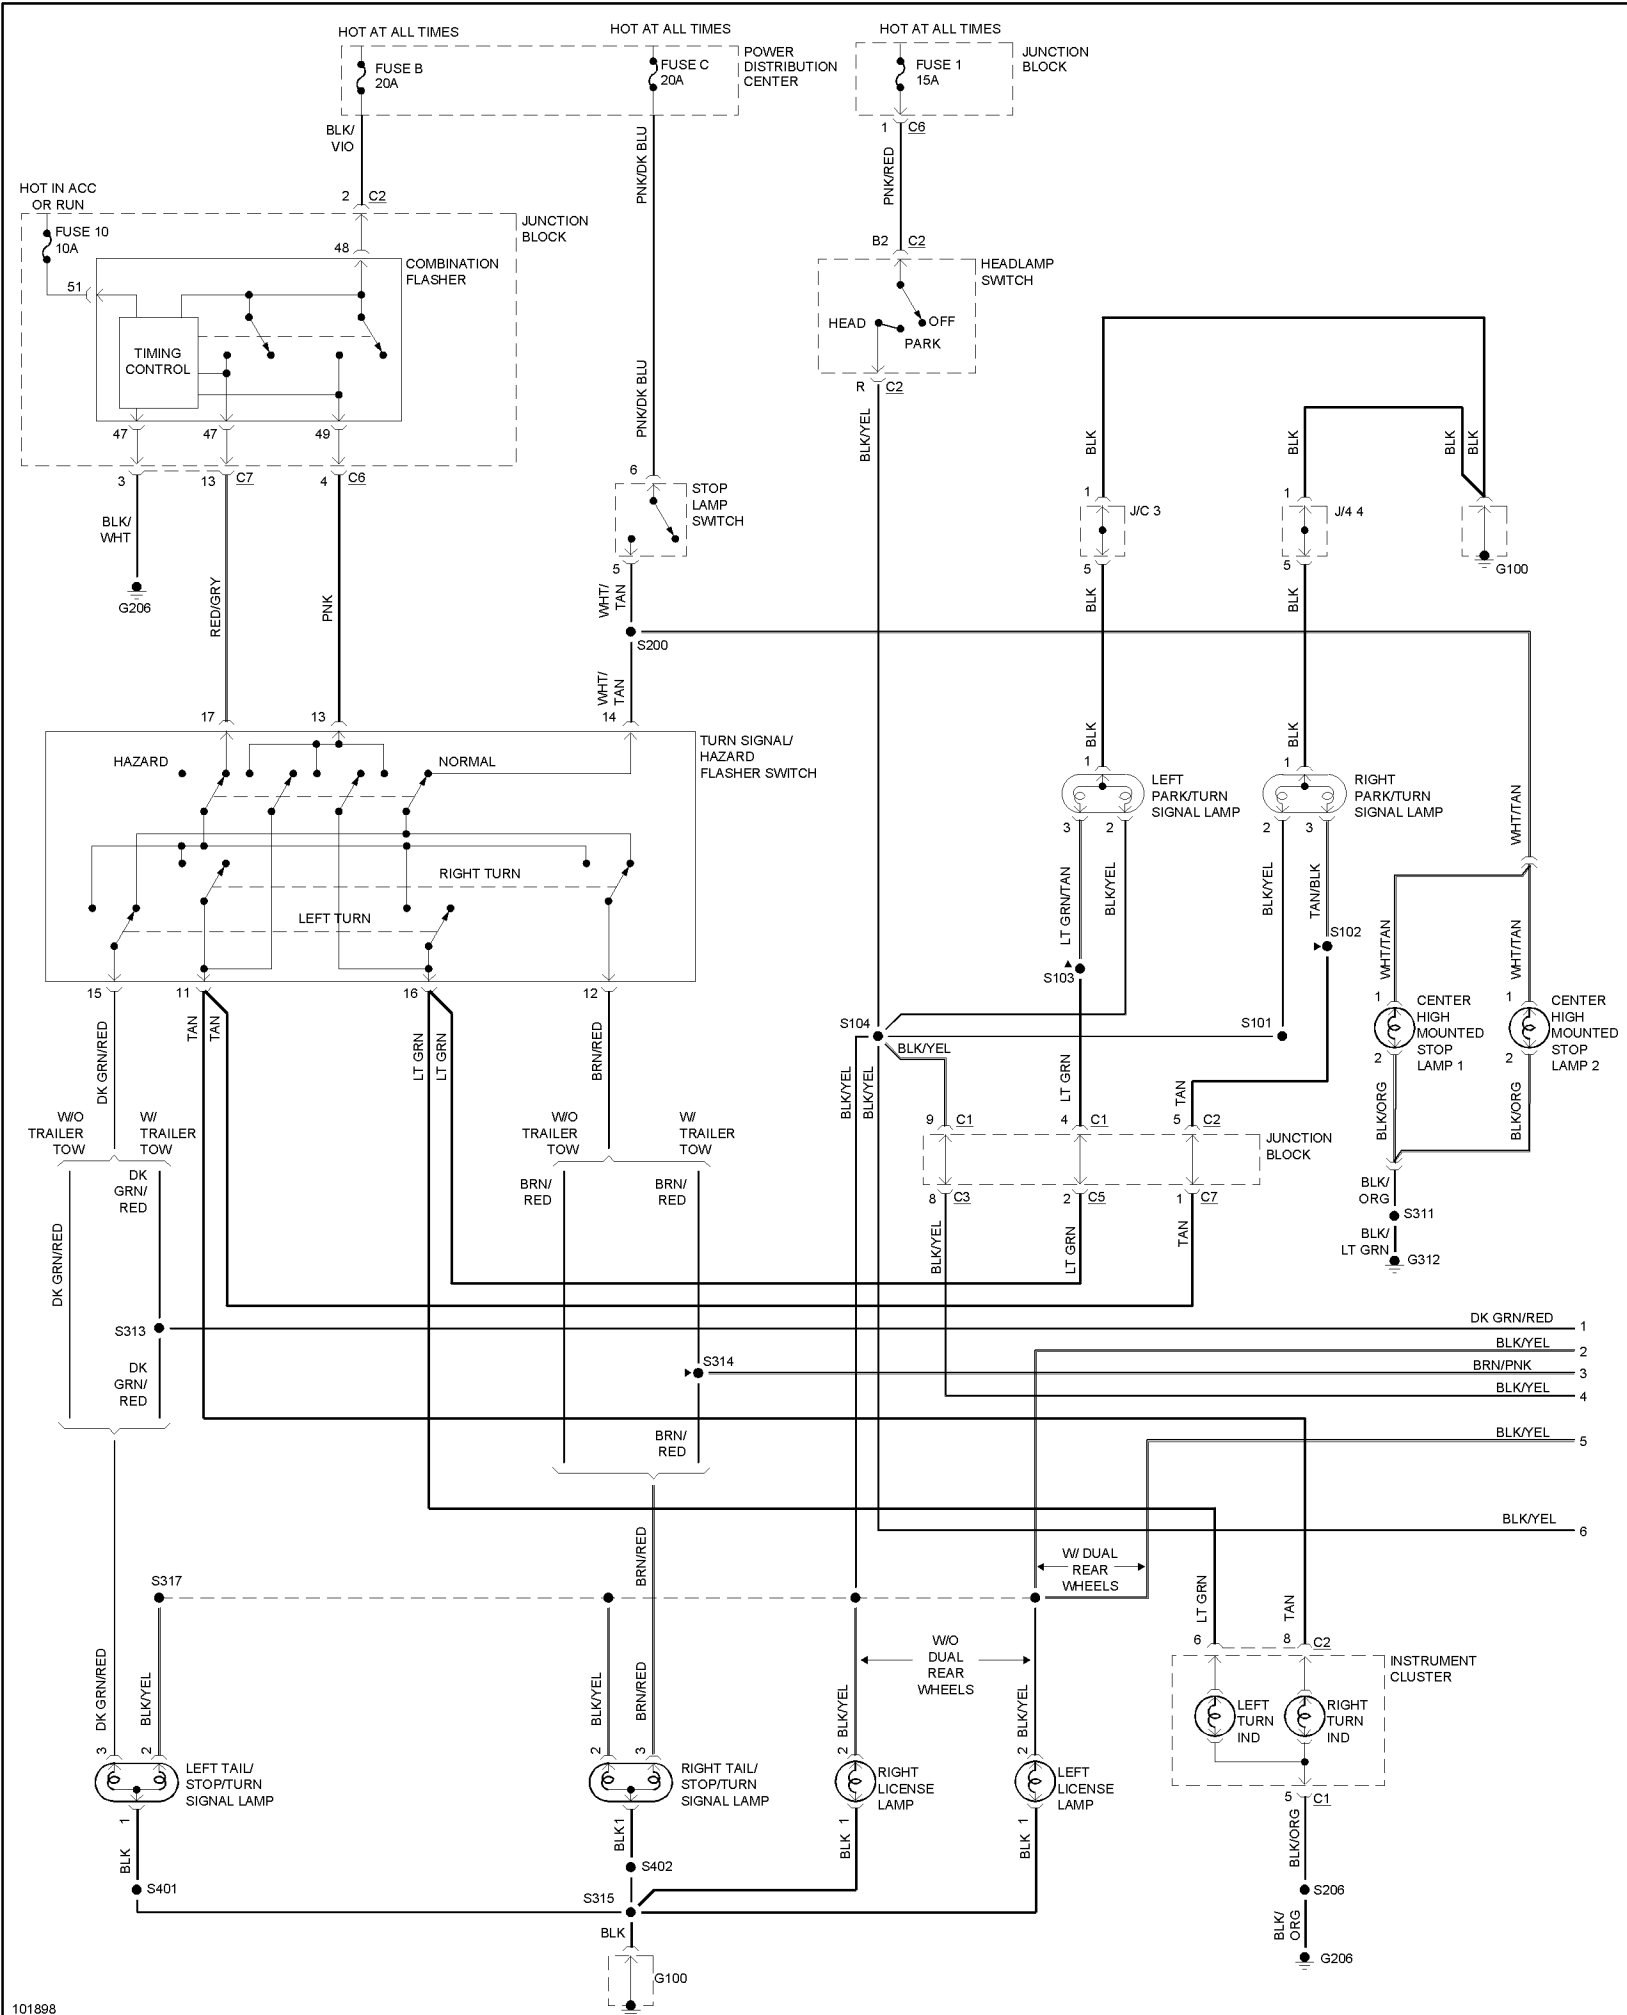 HOT AT ALL TIMES
HOT AT ALL TIMES
HOT AT ALL TIMES
FUSE B
20A
FUSE C
20A
POWER
DISTRIBUTION
CENTER
FUSE 1
15A
JUNCTION
BLOCK
BLK/
VIO
PNK/DK BLU
1 C6
PNK/RED
HOT IN ACC
OR RUN
2 C2
FUSE 10
10A
JUNCTION
BLOCK
48
COMBINATION
FLASHER
51
TIMING
CONTROL
B2 C2
HEADLAMP
SWITCH
HEAD
OFF
PARK
R C2
PNK/DK BLU
BLK/YEL
47
47
49
3
13 C7
4 C6
BLK/
WHT
G206
RED/GRY
PNK
6
STOP
LAMP
SWITCH
5
WHT/
TAN
S200
WHT/
TAN
BLK
BLK
BLK
BLK
1
J/C 3
5
1
J/4 4
5
G100
BLK
BLK
BLK
BLK
17
13
14
TURN SIGNAL/
HAZARD
FLASHER SWITCH
HAZARD
NORMAL
RIGHT TURN
LEFT TURN
1
LEFT
PARK/TURN
SIGNAL LAMP
3
2
1
RIGHT
PARK/TURN
SIGNAL LAMP
2
3
WHT/TAN
LT GRN/TAN
BLK/YEL
BLK/YEL
TAN/BLK
S102
S103
WHT/TAN
WHT/TAN
15
11
16
12
DK GRN/RED
TAN
TAN
LT GRN
LT GRN
BRN/RED
S104
S101
BLK/YEL
BLK/YEL
BLK/YEL
LT GRN
TAN
1
CENTER
HIGH
MOUNTED
STOP
LAMP 1
2
1
CENTER
HIGH
MOUNTED
STOP
LAMP 2
2
BLK/ORG
BLK/ORG
W/O
TRAILER
TOW
W/
TRAILER
TOW
W/O
TRAILER
TOW
W/
TRAILER
TOW
9 C1
4 C1
5 C2
JUNCTION
BLOCK
8 C3
2 C5
1 C7
DK
GRN/
RED
BRN/
RED
BRN/
RED
BLK/
ORG
S311
BLK/
LT GRN
G312
DK GRN/RED
BLK/YEL
LT GRN
TAN
S313
DK GRN/RED 1
BLK/YEL 2
S314
BRN/PNK 3
BLK/YEL 4
DK
GRN/
RED
BRN/
RED
BLK/YEL 5
BLK/YEL 6
BRN/RED
W/ DUAL
REAR
WHEELS
S317
LT GRN
TAN
W/O
DUAL
REAR
WHEELS
6
8 C2
INSTRUMENT
CLUSTER
LEFT
TURN
IND
RIGHT
TURN
IND
5 C1
DK GRN/RED
BLK/YEL
BLK/YEL
BRN/RED
BLK/YEL
BLK/YEL
3
2
2
3
2
2
LEFT TAIL/
STOP/TURN
SIGNAL LAMP
RIGHT TAIL/
STOP/TURN
SIGNAL LAMP
RIGHT
LICENSE
LAMP
LEFT
LICENSE
LAMP
1
BLK
BLK1
BLK 1
BLK 1
BLK/ORG
S401
S402
S315
S206
BLK
BLK/
ORG
G206
G100
101898